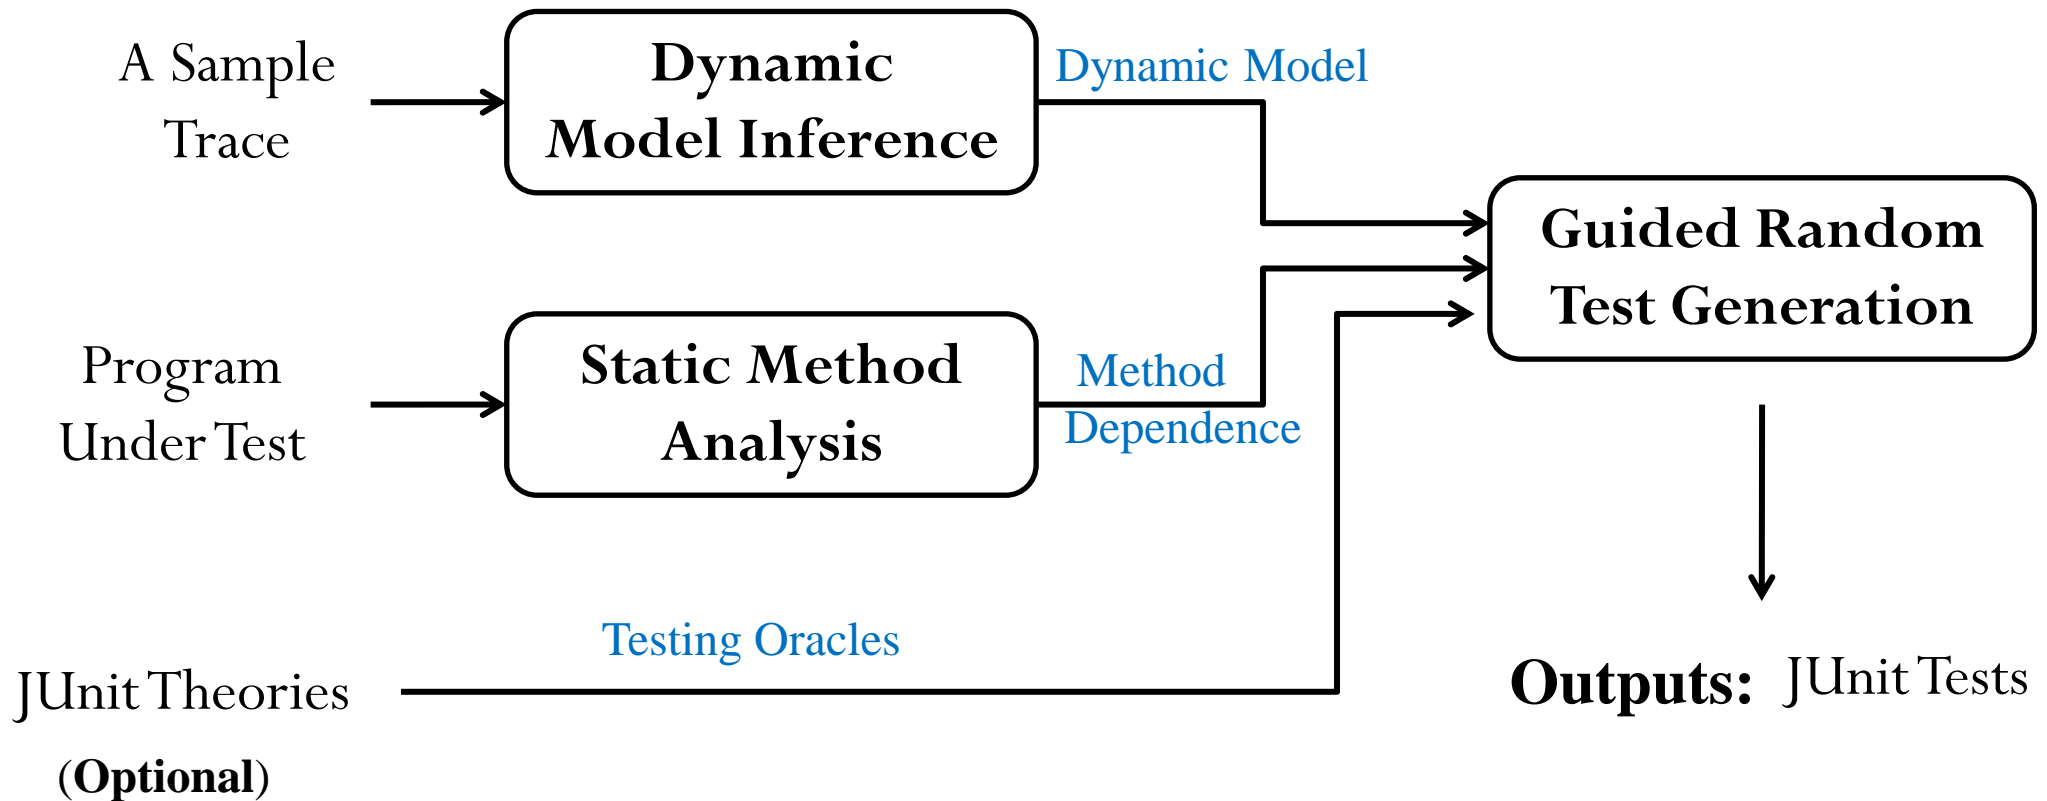 A Sample
Trace
Dynamic
Model Inference
Dynamic Model
Guided Random
Test Generation
Program
Under Test
Static Method
Analysis
Method
Dependence
Testing Oracles
JUnit Theories
(Optional)
Outputs: JUnit Tests